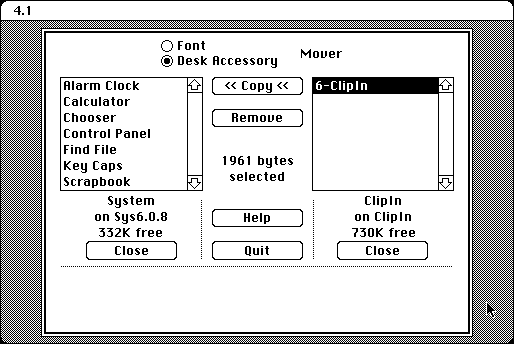 4.1
Font
Desk Accessory
Mover
Alarm Clock
Calculator
Chooser
Control Panel
Find File
Key Caps
Scrapbook
<< Copy <<
Remove
1961 bytes
selected
6-ClipIn
System
on Sys6.0.8
332K free
Close
Help
Quit
ClipIn
on ClipIn
730K free
Close